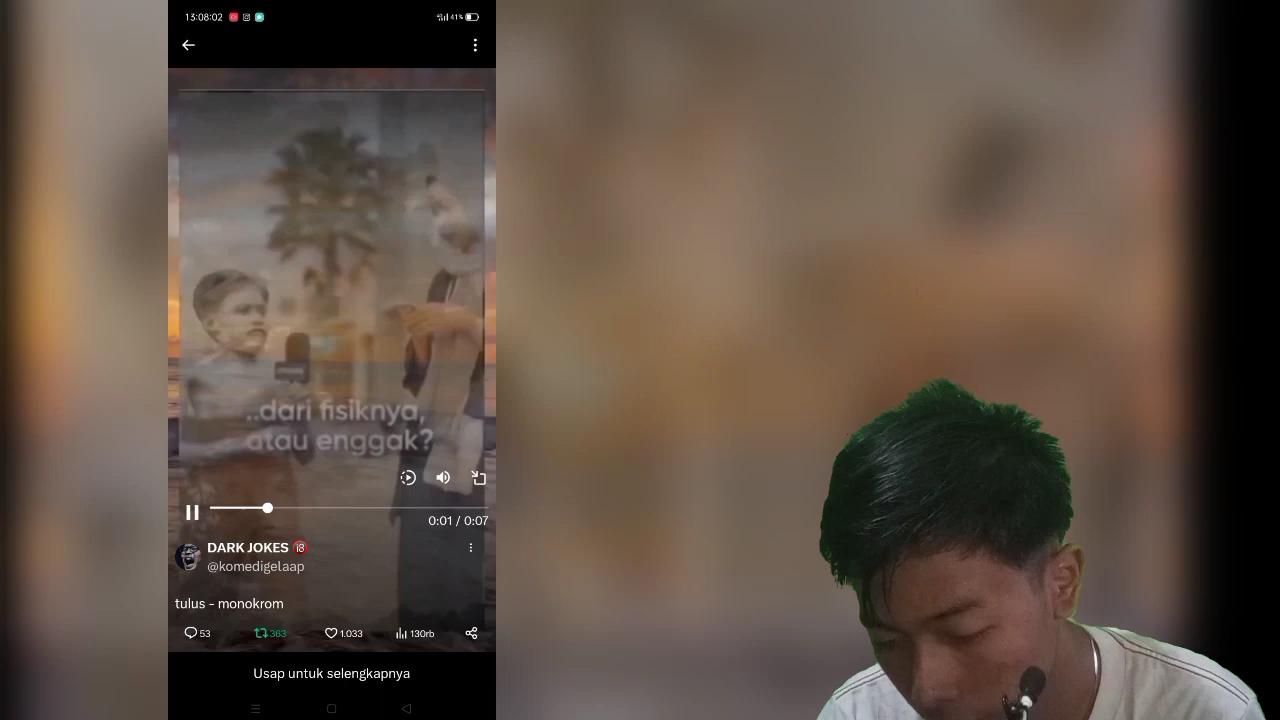 13:08:02
41%
..dari fisiknya,
atau enggak?
0:01 / 0:07
DARK JOKES 🔞
@komedigelaap
tulus - monokrom
53 363 1.033 130rb
Usap untuk selengkapnya